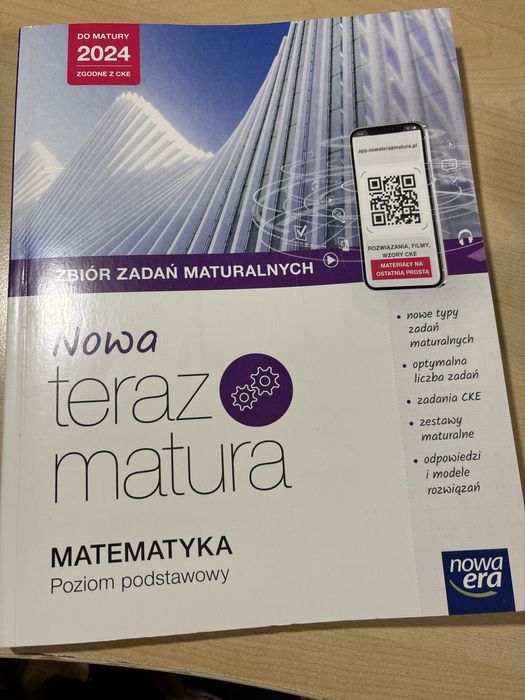 DO MATURY
2024
ZGODNE Z CKE
app.nowaterazmatura.pl
ROZWIĄZANIA, FILMY,
WZORY CKE
MATERIAŁY NA
OSTATNIĄ PROSTĄ
ZBIÓR ZADAŃ MATURALNYCH
Nowa
teraz
matura
• nowe typy
zadań
maturalnych
• optymalna
liczba zadań
• zadania CKE
• zestawy
maturalne
• odpowiedzi
i modele
rozwiązań
MATEMATYKA
Poziom podstawowy
nowa
era